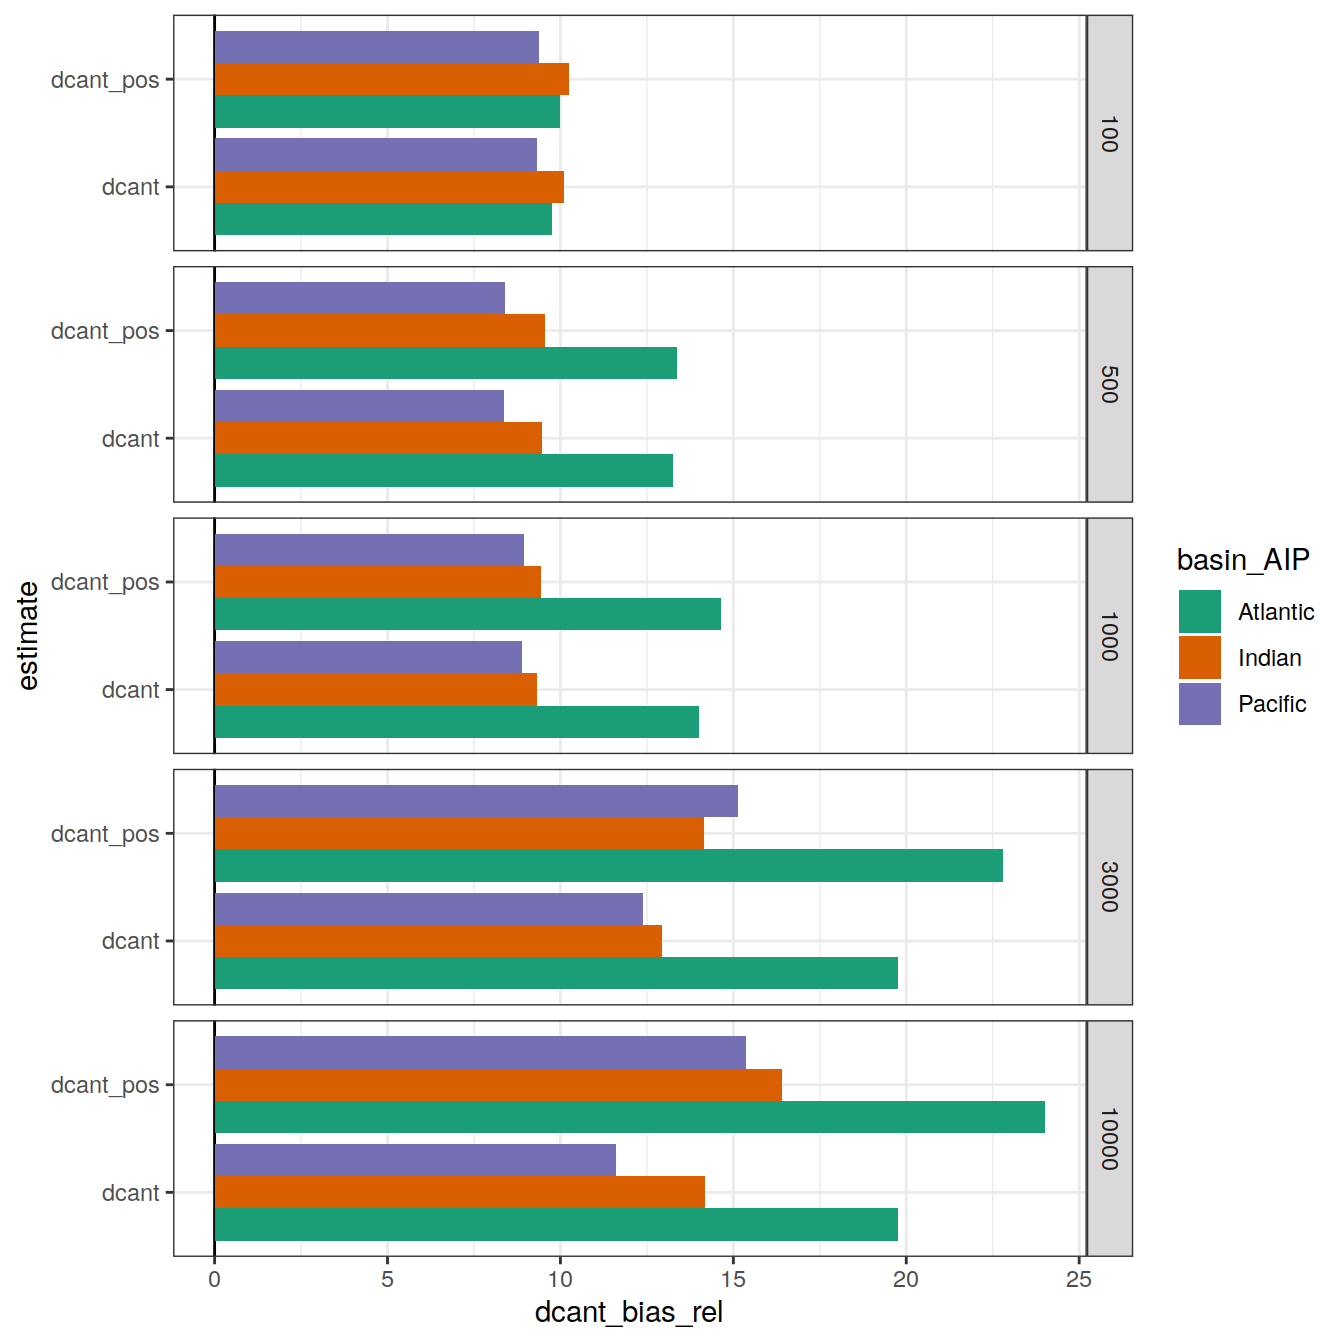 dcant_pos
dcant
100
dcant_pos
dcant
500
dcant_pos
dcant
1000
dcant_pos
dcant
3000
dcant_pos
dcant
10000
estimate
0 5 10 15 20 25
dcant_bias_rel
basin_AIP
Atlantic
Indian
Pacific